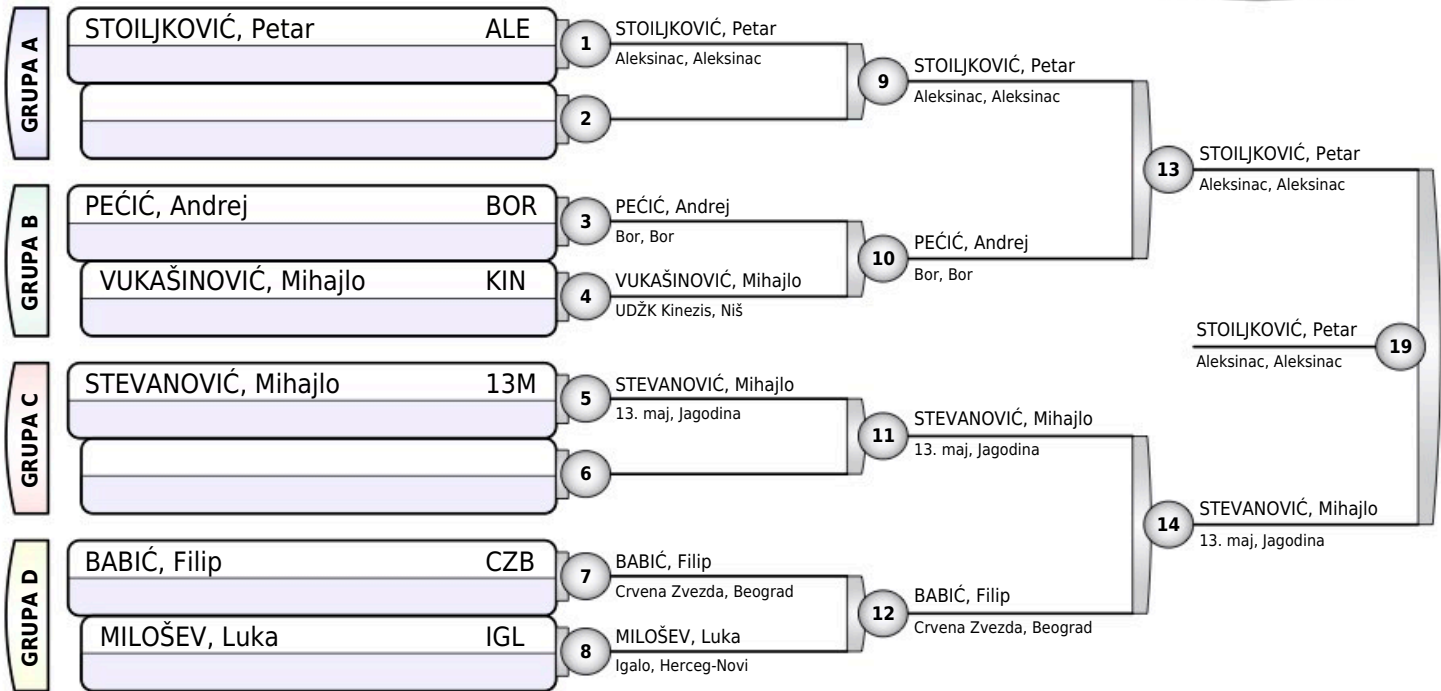 GRUPA A
STOILJKOVIĆ, Petar ALE
1
STOILJKOVIĆ, Petar
Aleksinac, Aleksinac
2
9
STOILJKOVIĆ, Petar
Aleksinac, Aleksinac
13
STOILJKOVIĆ, Petar
Aleksinac, Aleksinac
GRUPA B
PEĆIĆ, Andrej BOR
3
PEĆIĆ, Andrej
Bor, Bor
VUKAŠINOVIĆ, Mihajlo KIN
4
VUKAŠINOVIĆ, Mihajlo
UDŽK Kinezis, Niš
10
PEĆIĆ, Andrej
Bor, Bor
STOILJKOVIĆ, Petar
Aleksinac, Aleksinac
19
GRUPA C
STEVANOVIĆ, Mihajlo 13M
5
STEVANOVIĆ, Mihajlo
13. maj, Jagodina
6
11
STEVANOVIĆ, Mihajlo
13. maj, Jagodina
14
STEVANOVIĆ, Mihajlo
13. maj, Jagodina
GRUPA D
BABIĆ, Filip CZB
7
BABIĆ, Filip
Crvena Zvezda, Beograd
MILOŠEV, Luka IGL
8
MILOŠEV, Luka
Igalo, Herceg-Novi
12
BABIĆ, Filip
Crvena Zvezda, Beograd